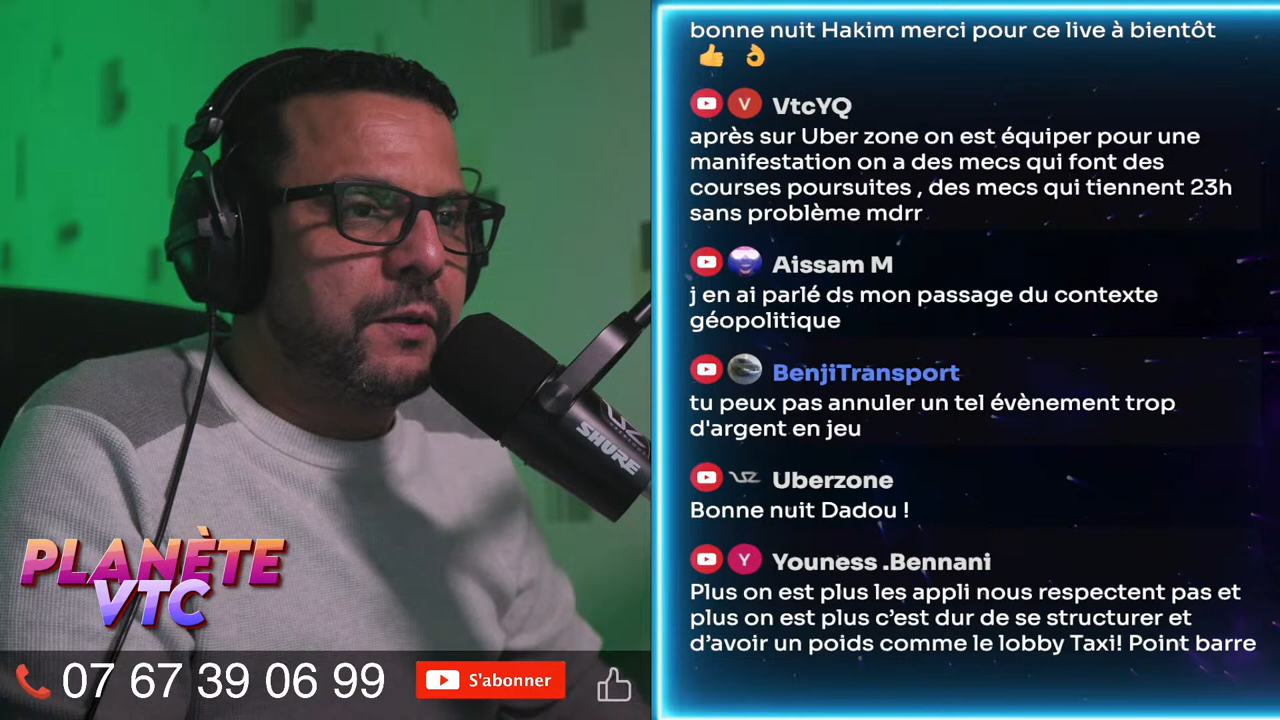 bonne nuit Hakim merci pour ce live à bientôt
👍 👌
V VtcYQ
après sur Uber zone on est équiper pour une
manifestation on a des mecs qui font des
courses poursuites , des mecs qui tiennent 23h
sans problème mdrr
Aissam M
j en ai parlé ds mon passage du contexte
géopolitique
BenjiTransport
tu peux pas annuler un tel évènement trop
d'argent en jeu
Uberzone
Bonne nuit Dadou !
Y Youness .Bennani
Plus on est plus les appli nous respectent pas et
plus on est plus c’est dur de se structurer et
d’avoir un poids comme le lobby Taxi! Point barre
SHURE
PLANÈTE
VTC
07 67 39 06 99
S'abonner